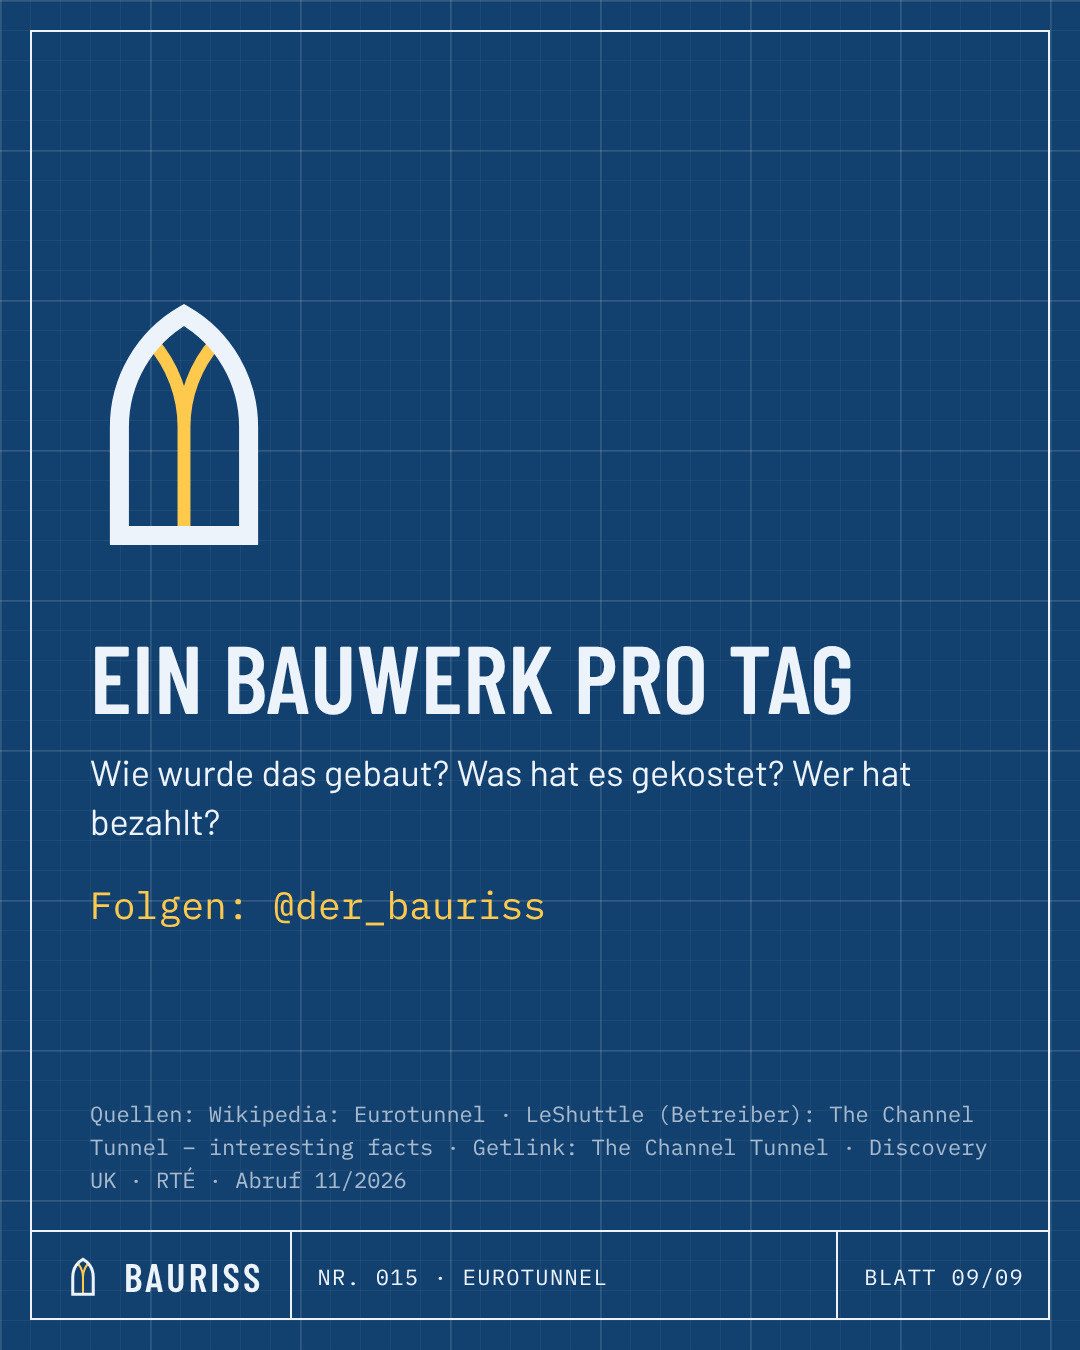 EIN BAUWERK PRO TAG
Wie wurde das gebaut? Was hat es gekostet? Wer hat
bezahlt?
Folgen: @der_bauriss
Quellen: Wikipedia: Eurotunnel · LeShuttle (Betreiber): The Channel
Tunnel – interesting facts · Getlink: The Channel Tunnel · Discovery
UK · RTÉ · Abruf 11/2026
BAURISS
NR. 015 · EUROTUNNEL
BLATT 09/09